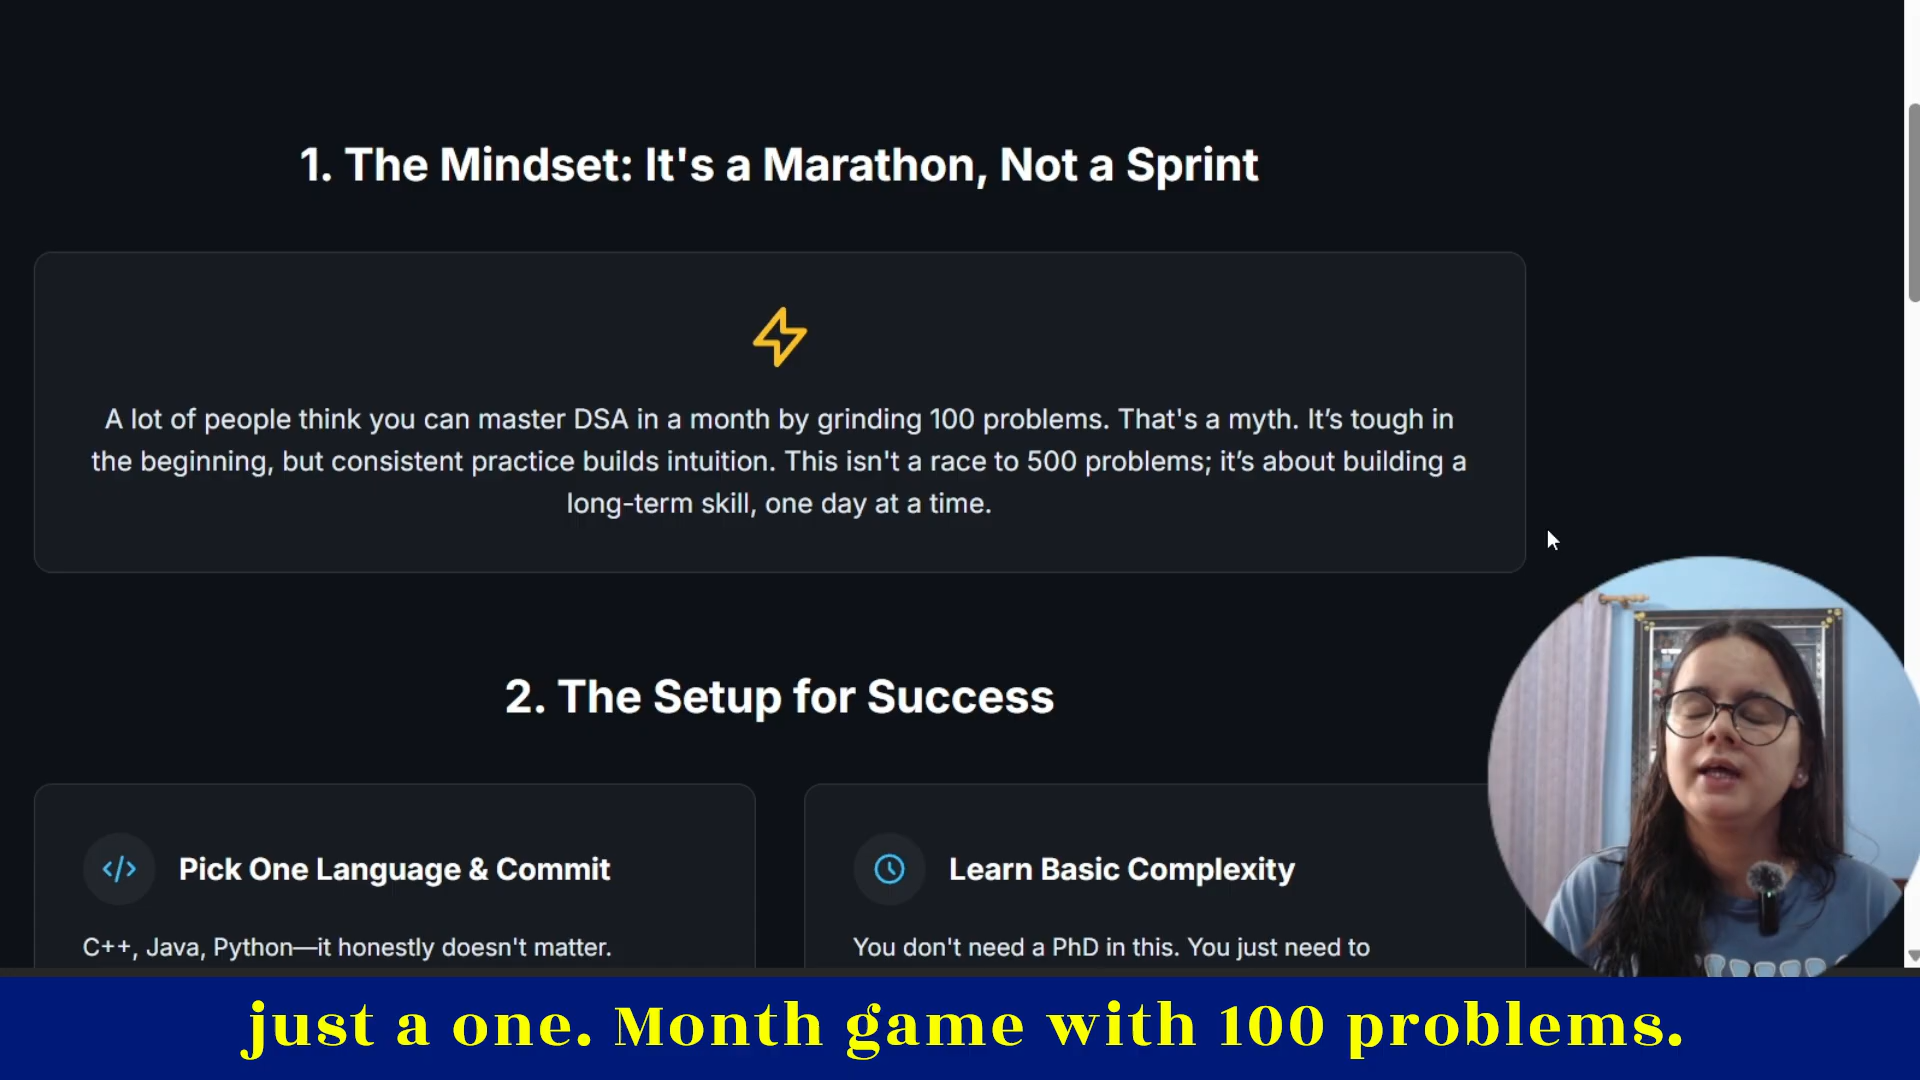 1. The Mindset: It's a Marathon, Not a Sprint
A lot of people think you can master DSA in a month by grinding 100 problems. That's a myth. It’s tough in
the beginning, but consistent practice builds intuition. This isn't a race to 500 problems; it’s about building a
long-term skill, one day at a time.
2. The Setup for Success
</> Pick One Language & Commit
C++, Java, Python—it honestly doesn't matter.
Learn Basic Complexity
You don't need a PhD in this. You just need to
just a one. Month game with 100 problems.